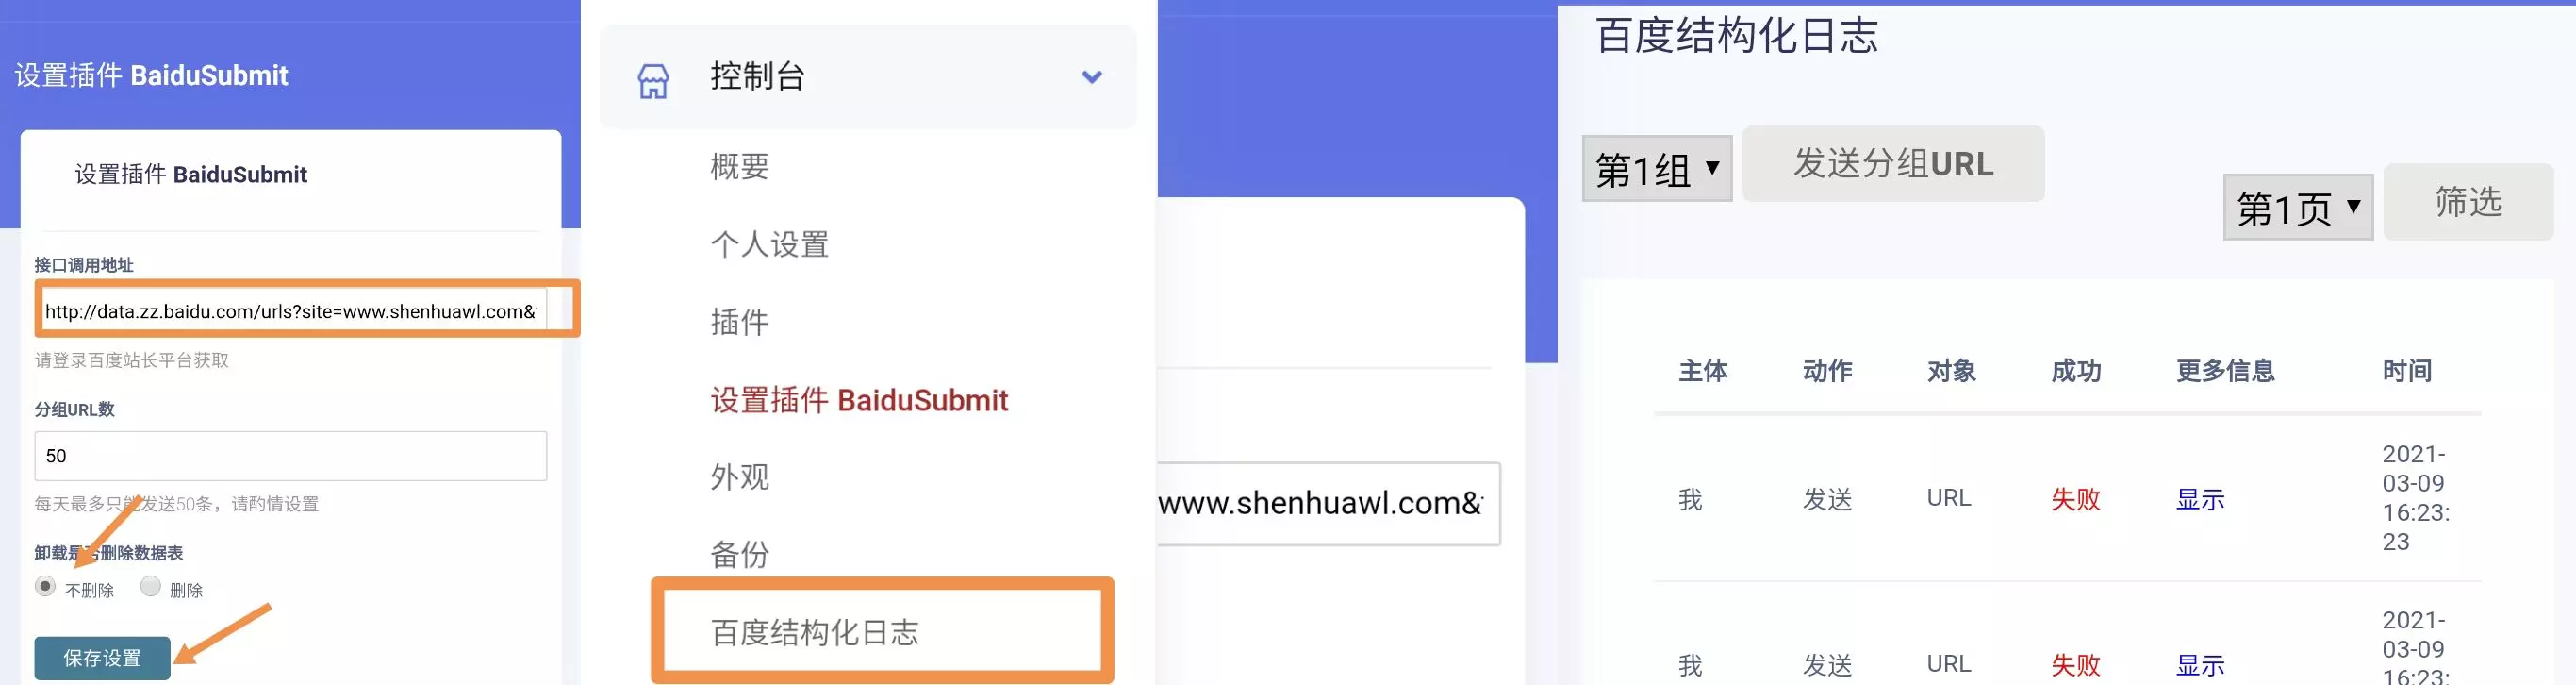 设置插件 BaiduSubmit
设置插件 BaiduSubmit
接口调用地址
http://data.zz.baidu.com/urls?site=www.shenhuawl.com&
请登录百度站长平台获取
分组URL数
50
每天最多只能发送50条，请酌情设置
卸载是否删除数据表
不删除 删除
保存设置
控制台
概要
个人设置
插件
设置插件 BaiduSubmit
外观
备份
百度结构化日志
www.shenhuawl.com&
百度结构化日志
第1组 发送分组URL
第1页 筛选
主体 动作 对象 成功 更多信息 时间
我 发送 URL 失败 显示 2021-
03-09
16:23:
23
我 发送 URL 失败 显示 2021-
03-09
16:23: